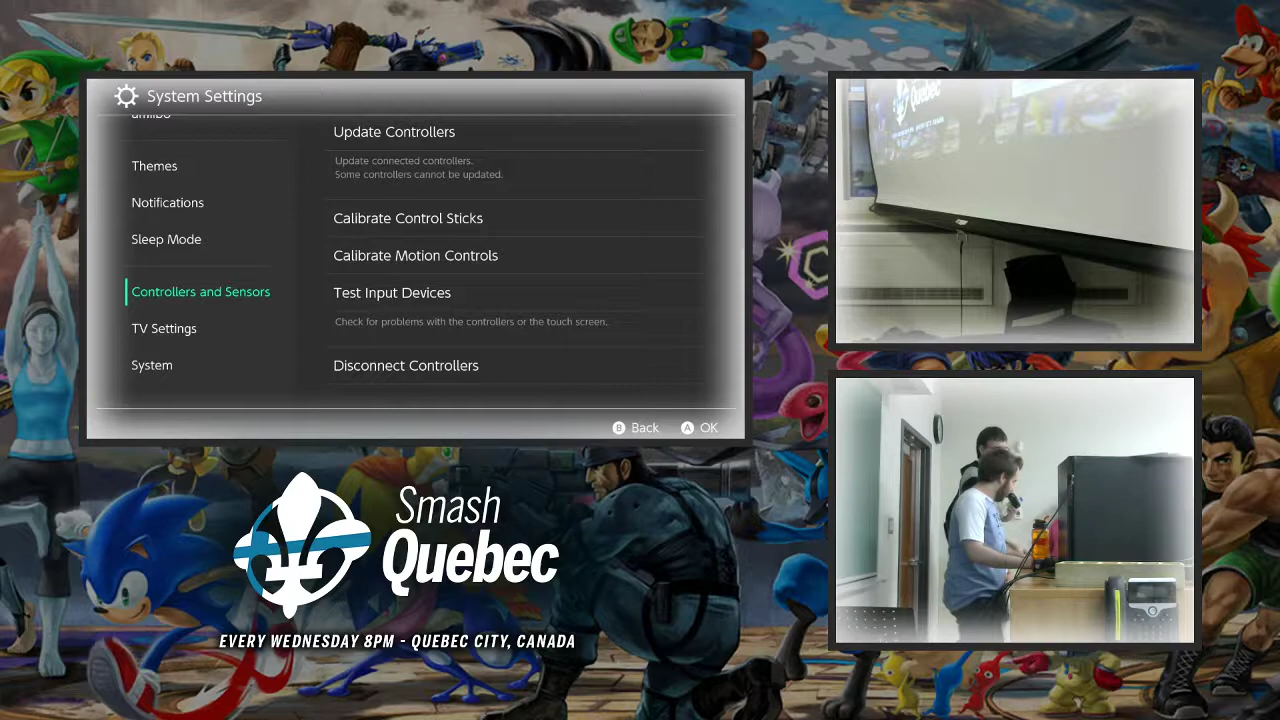 System Settings
amiibo
Themes
Notifications
Sleep Mode
Controllers and Sensors
TV Settings
System
Update Controllers
Update connected controllers.
Some controllers cannot be updated.
Calibrate Control Sticks
Calibrate Motion Controls
Test Input Devices
Check for problems with the controllers or the touch screen.
Disconnect Controllers
B Back
A OK
Quebec
Smash
Quebec
EVERY WEDNESDAY 8PM - QUEBEC CITY, CANADA